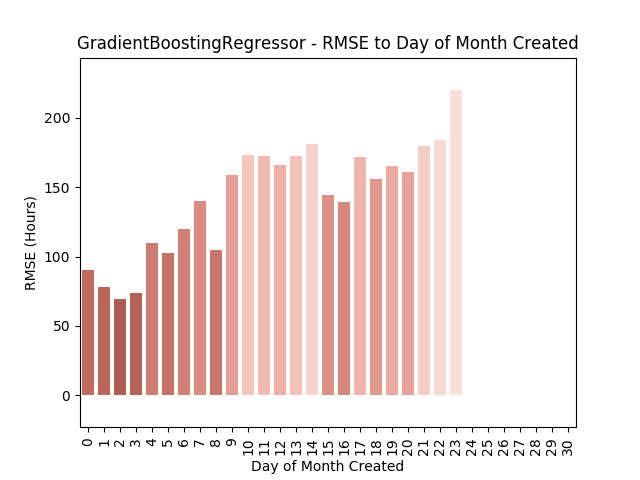 GradientBoostingRegressor - RMSE to Day of Month Created
RMSE (Hours)
200
150
100
50
0
0 1 2 3 4 5 6 7 8 9 10 11 12 13 14 15 16 17 18 19 20 21 22 23 24 25 26 27 28 29 30
Day of Month Created